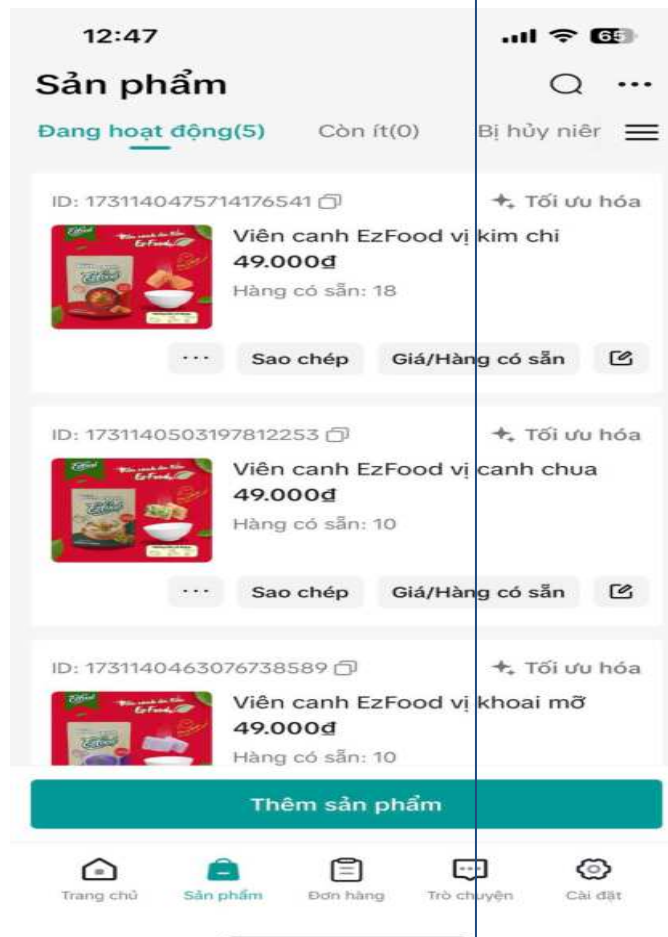 12:47
65
Sản phẩm
Đang hoạt động(5) Còn ít(0) Bị hủy niêr
ID: 1731140475714176541 Tối ưu hóa
Viên canh EzFood vị kim chi
49.000đ
Hàng có sẵn: 18
Sao chép Giá/Hàng có sẵn
ID: 1731140503197812253 Tối ưu hóa
Viên canh EzFood vị canh chua
49.000đ
Hàng có sẵn: 10
Sao chép Giá/Hàng có sẵn
ID: 1731140463076738589 Tối ưu hóa
Viên canh EzFood vị khoai mỡ
49.000đ
Hàng có sẵn: 10
Thêm sản phẩm
Trang chủ Sản phẩm Đơn hàng Trò chuyện Cài đặt